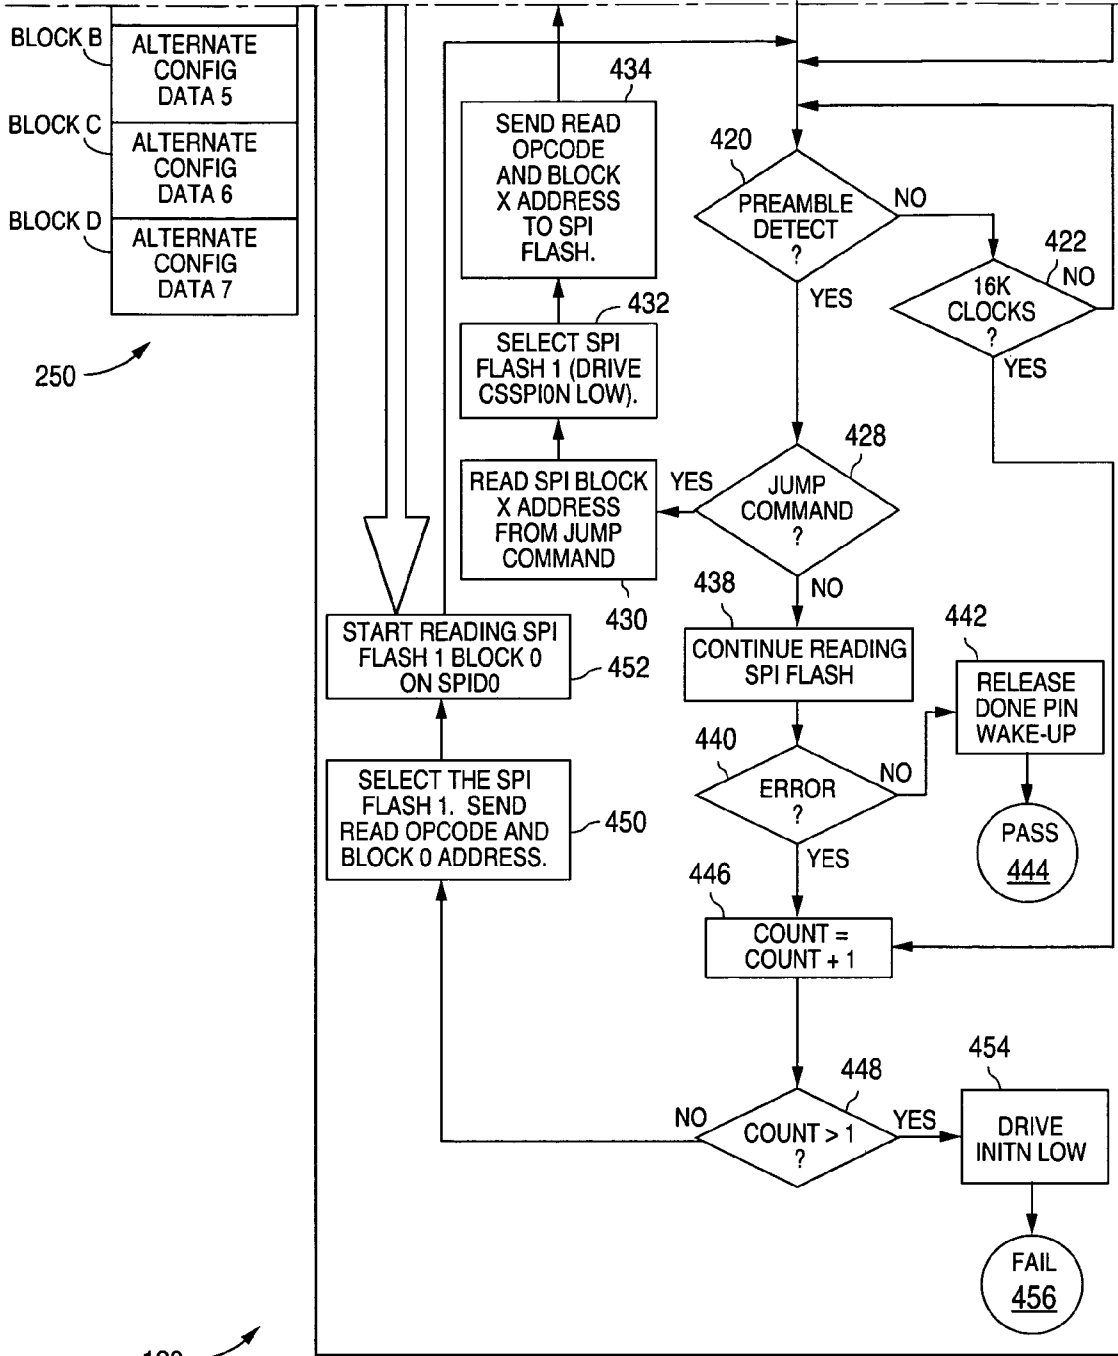 BLOCK B
ALTERNATE
CONFIG
DATA 5
BLOCK C
ALTERNATE
CONFIG
DATA 6
BLOCK D
ALTERNATE
CONFIG
DATA 7
250
434
SEND READ
OPCODE
AND BLOCK
X ADDRESS
TO SPI
FLASH.
432
SELECT SPI
FLASH 1 (DRIVE
CSSPI0N LOW).
READ SPI BLOCK
X ADDRESS
FROM JUMP
COMMAND
430
420
PREAMBLE
DETECT
?
NO
YES
422
16K
CLOCKS
?
NO
YES
428
JUMP
COMMAND
?
YES
NO
438
CONTINUE READING
SPI FLASH
440
ERROR
?
NO
YES
442
RELEASE
DONE PIN
WAKE-UP
PASS
444
START READING SPI
FLASH 1 BLOCK 0
ON SPID0
452
SELECT THE SPI
FLASH 1. SEND
READ OPCODE AND
BLOCK 0 ADDRESS.
450
446
COUNT =
COUNT + 1
448
COUNT > 1
?
NO
YES
454
DRIVE
INITN LOW
FAIL
456